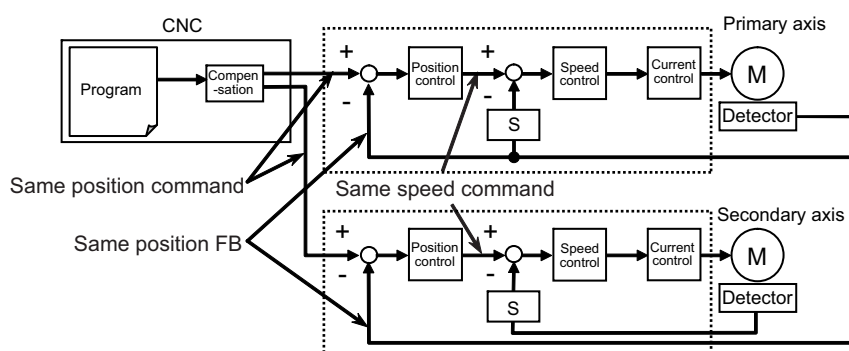 CNC
Program
Compen
-sation
+
-
Position
control
+
-
S
Speed
control
Current
control
Primary axis
M
Detector
Same position command
Same speed command
Same position FB
+
-
Position
control
+
-
S
Speed
control
Current
control
Secondary axis
M
Detector